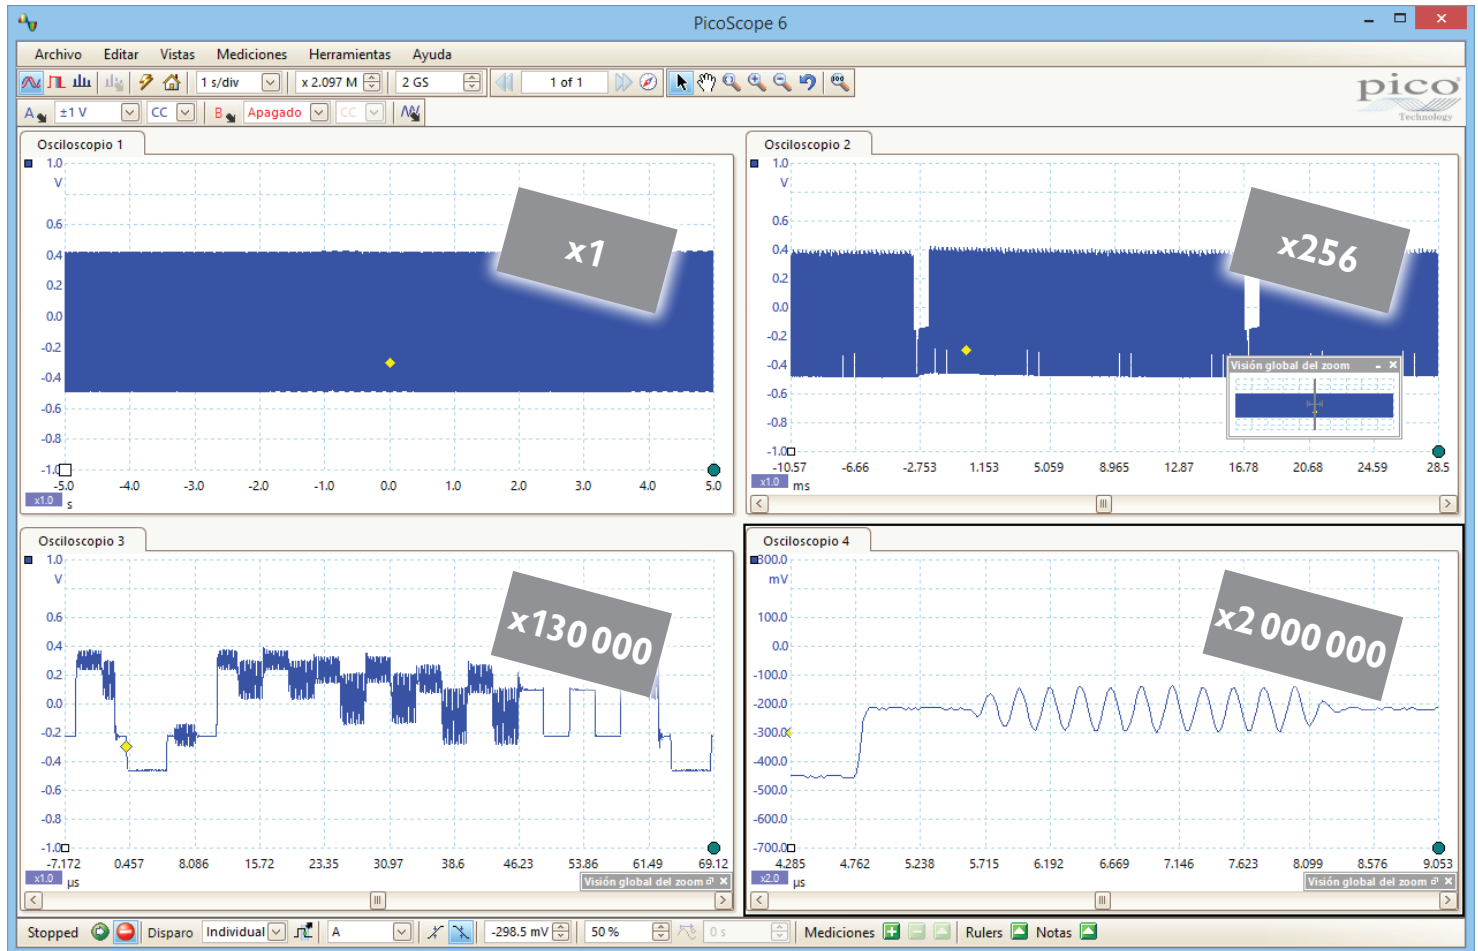 PicoScope 6
Archivo Editar Vistas Mediciones Herramientas Ayuda
1 s/div x 2.097 M 2 GS 1 of 1
pico
Technology
A ±1 V CC B Apagado CC
Osciloscopio 1
1.0
V
0.6
0.4
0.2
0.0
-0.2
-0.4
-0.6
-0.8
-1.0
-5.0 -4.0 -3.0 -2.0 -1.0 0.0 1.0 2.0 3.0 4.0 5.0
x1.0 s
x1
Osciloscopio 2
1.0
V
0.6
0.4
0.2
0.0
-0.2
-0.4
-0.6
-0.8
-1.0
-10.57 -6.66 -2.753 1.153 5.059 8.965 12.87 16.78 20.68 24.59 28.5
x1.0 ms
x256
Visión global del zoom
Osciloscopio 3
1.0
V
0.6
0.4
0.2
0.0
-0.2
-0.4
-0.6
-0.8
-1.0
-7.172 0.457 8.086 15.72 23.35 30.97 38.6 46.23 53.86 61.49 69.12
x1.0 µs
x130 000
Visión global del zoom
Osciloscopio 4
300.0
mV
100.0
0.0
-100.0
-200.0
-300.0
-400.0
-500.0
-600.0
-700.0
4.285 4.762 5.238 5.715 6.192 6.669 7.146 7.623 8.099 8.576 9.053
x2.0 µs
x2 000 000
Visión global del zoom
Stopped Disparo Individual A -298.5 mV 50 % 0 s Mediciones Rulers Notas